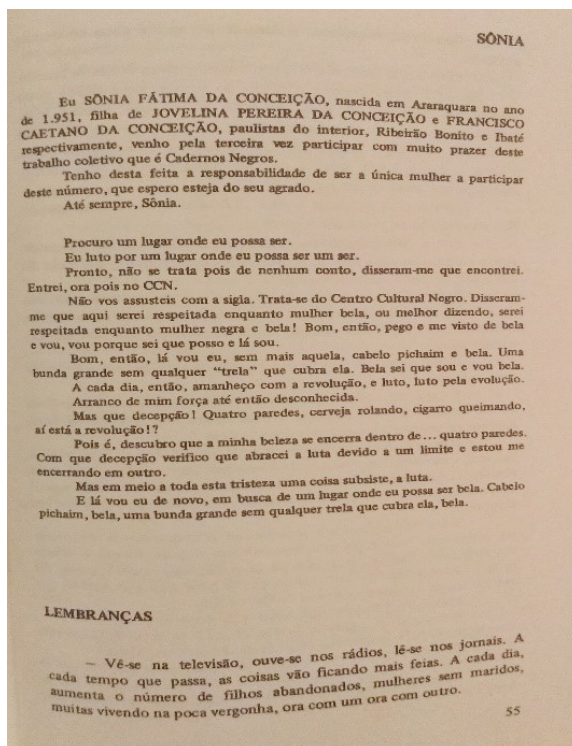 SÔNIA
Eu SÔNIA FÁTIMA DA CONCEIÇÃO, nascida em Araraquara no ano
de 1.951, filha de JOVELINA PEREIRA DA CONCEIÇÃO e FRANCISCO
CAETANO DA CONCEIÇÃO, paulistas do interior, Ribeirão Bonito e Ibaté
respectivamente, venho pela terceira vez participar com muito prazer deste
trabalho coletivo que é Cadernos Negros.
Tenho desta feita a responsabilidade de ser a única mulher a participar
deste número, que espero esteja do seu agrado.
Até sempre, Sônia.
Procuro um lugar onde eu possa ser.
Eu luto por um lugar onde eu possa ser um ser.
Pronto, não se trata pois de nenhum conto, disseram-me que encontrei.
Entrei, ora pois no CCN.
Não vos assusteis com a sigla. Trata-se do Centro Cultural Negro. Disseram-
me que aqui serei respeitada enquanto mulher bela, ou melhor dizendo, serei
respeitada enquanto mulher negra e bela! Bom, então, pego e me visto de bela
e vou, vou porque sei que posso e lá sou.
Bom, então, lá vou eu, sem mais aquela, cabelo pichaim e bela. Uma
bunda grande sem qualquer “trela” que cubra ela. Bela sei que sou e vou bela.
A cada dia, então, amanheço com a revolução, e luto, luto pela evolução.
Arranco de mim força até então desconhecida.
Mas que decepção! Quatro paredes, cerveja rolando, cigarro queimando,
aí está a revolução!?
Pois é, descubro que a minha beleza se encerra dentro de... quatro paredes.
Com que decepção verifico que abracei a luta devido a um limite e estou me
encerrando em outro.
Mas em meio a toda esta tristeza uma coisa subsiste, a luta.
E lá vou eu de novo, em busca de um lugar onde eu possa ser bela. Cabelo
pichaim, bela, uma bunda grande sem qualquer trela que cubra ela, bela.
LEMBRANÇAS
— Vê-se na televisão, ouve-se nos rádios, lê-se nos jornais. A
cada tempo que passa, as coisas vão ficando mais feias. A cada dia,
aumenta o número de filhos abandonados, mulheres sem maridos,
muitas vivendo na poca vergonha, ora com um ora com outro.
55